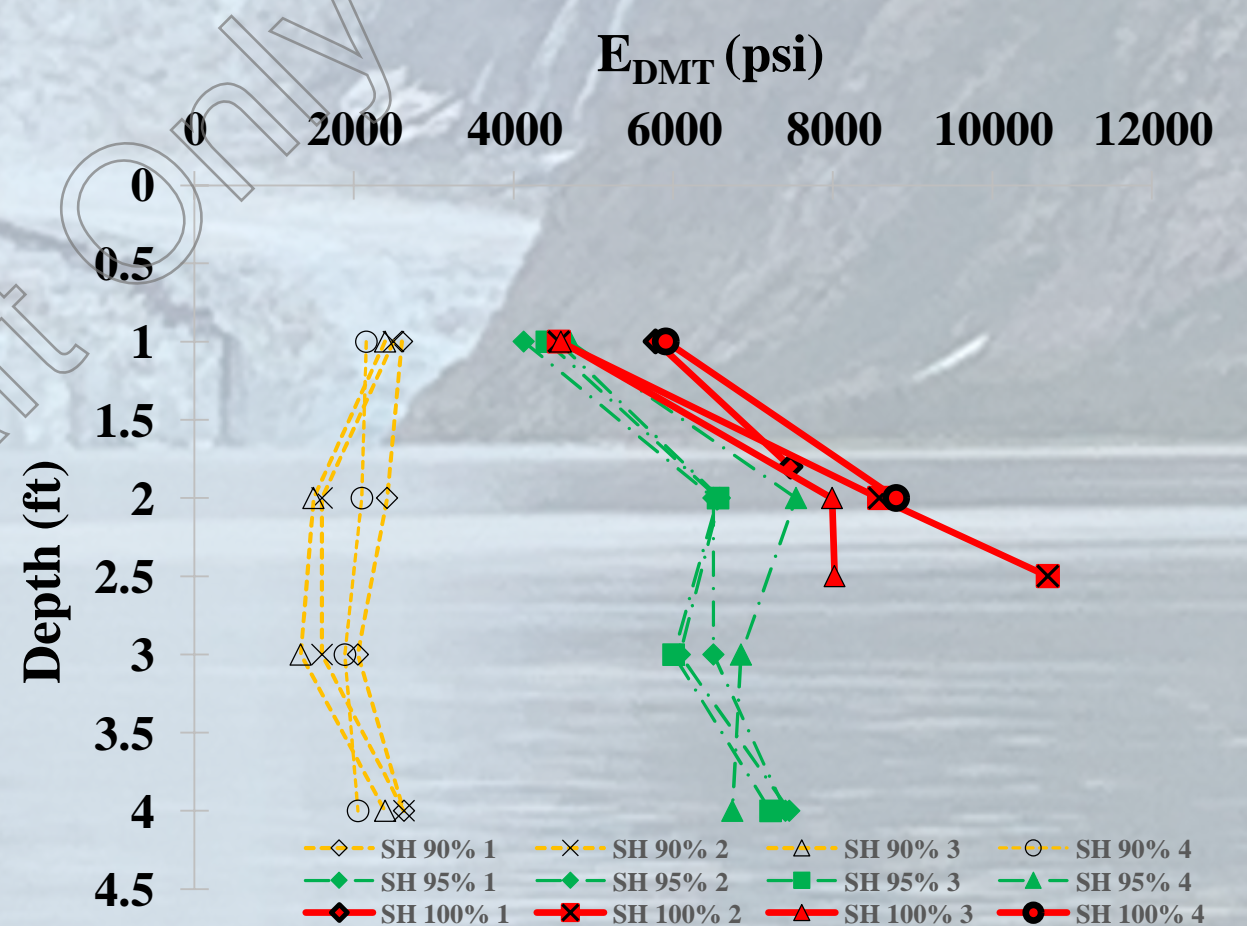 E_DMT (psi)
0 2000 4000 6000 8000 10000 12000
0
0.5
1
1.5
2
2.5
3
3.5
4
4.5
Depth (ft)
SH 90% 1 SH 90% 2 SH 90% 3 SH 90% 4
SH 95% 1 SH 95% 2 SH 95% 3 SH 95% 4
SH 100% 1 SH 100% 2 SH 100% 3 SH 100% 4
Only